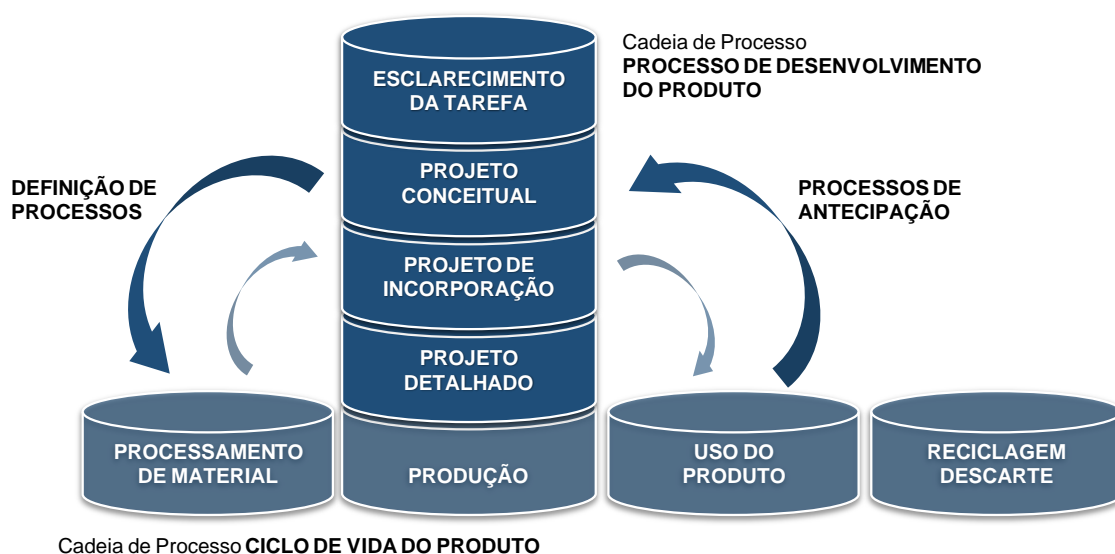 Cadeia de Processo
PROCESSO DE DESENVOLVIMENTO
DO PRODUTO
ESCLARECIMENTO
DA TAREFA
PROJETO
CONCEITUAL
DEFINIÇÃO DE
PROCESSOS
PROCESSOS DE
ANTECIPAÇÃO
PROJETO DE
INCORPORAÇÃO
PROJETO
DETALHADO
PROCESSAMENTO
DE MATERIAL
PRODUÇÃO
USO DO
PRODUTO
RECICLAGEM
DESCARTE
Cadeia de Processo CICLO DE VIDA DO PRODUTO